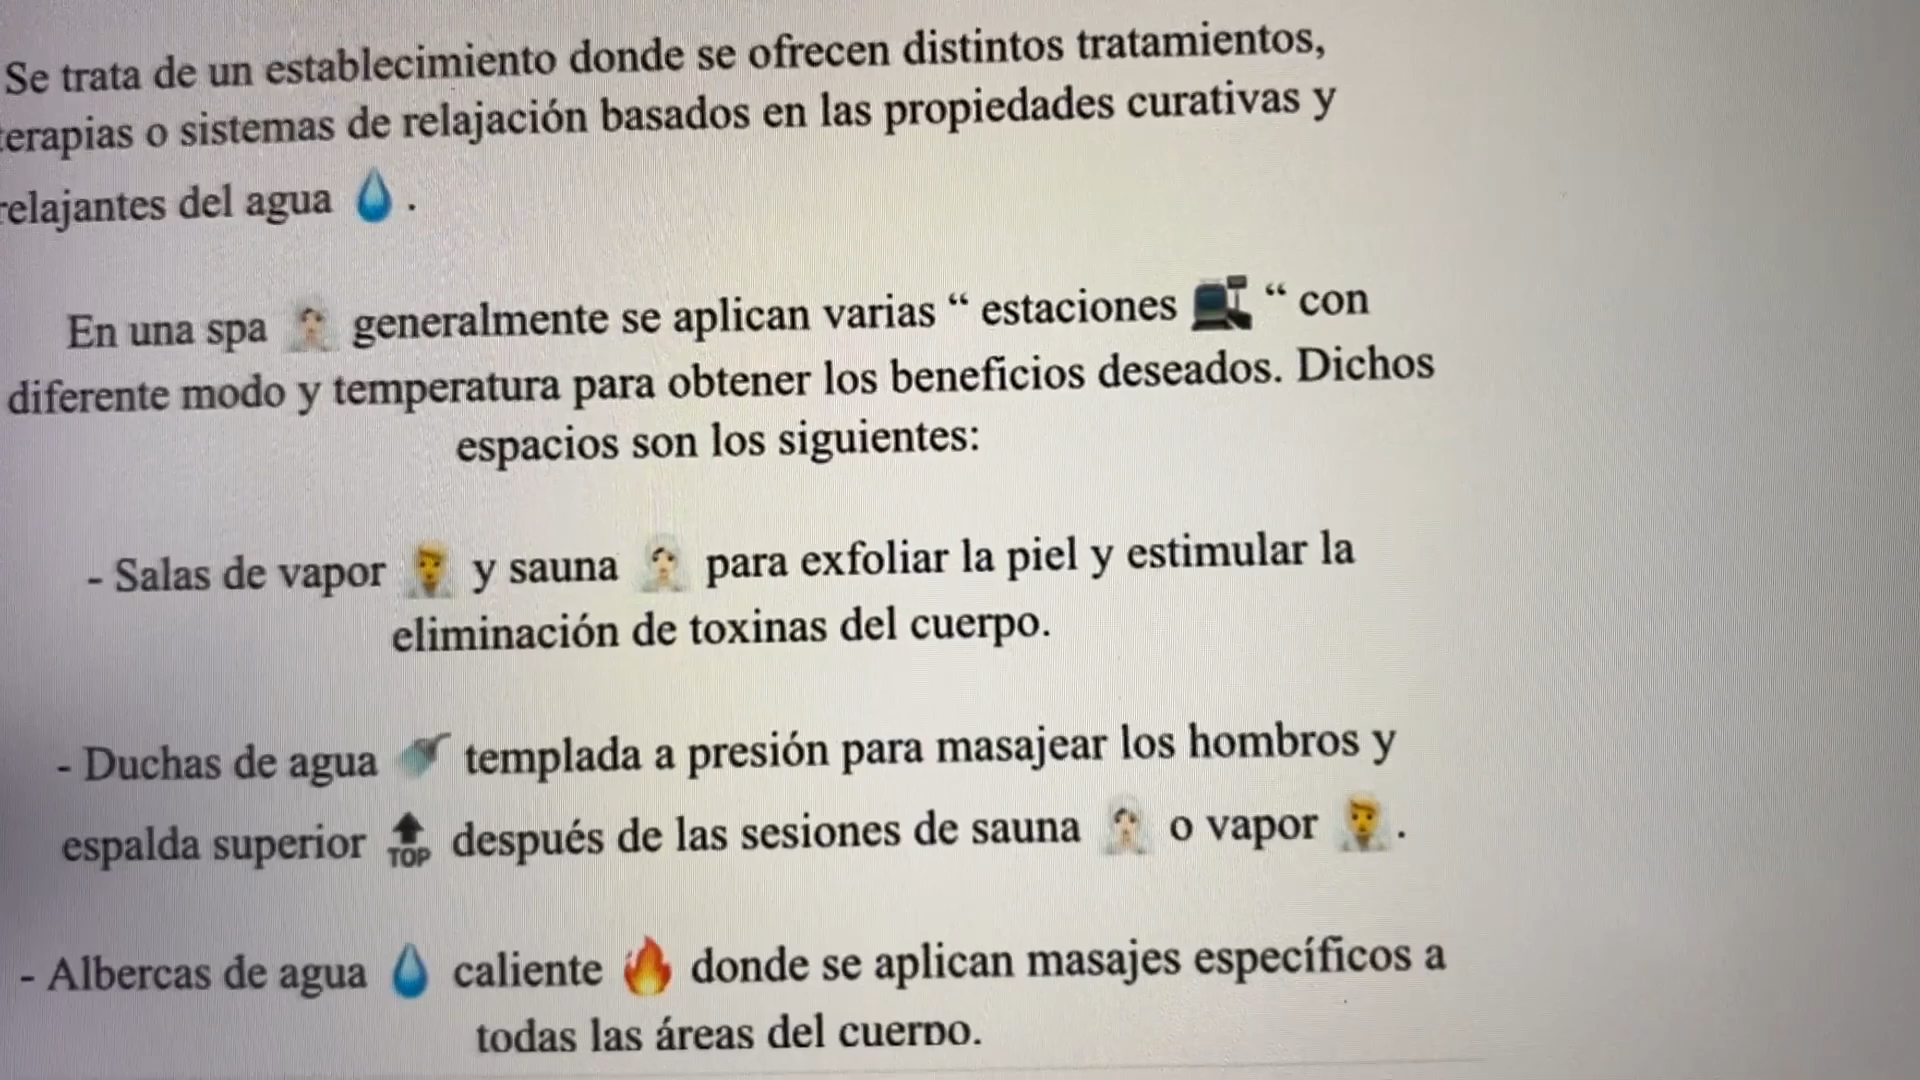 Se trata de un establecimiento donde se ofrecen distintos tratamientos,
terapias o sistemas de relajación basados en las propiedades curativas y
relajantes del agua 💧.
En una spa 🧖🏻 generalmente se aplican varias “ estaciones “ con
diferente modo y temperatura para obtener los beneficios deseados. Dichos
espacios son los siguientes:
- Salas de vapor 🧖‍♂️ y sauna 🧖🏻 para exfoliar la piel y estimular la
eliminación de toxinas del cuerpo.
- Duchas de agua 🚿 templada a presión para masajear los hombros y
espalda superior 🔝 después de las sesiones de sauna 🧖🏻 o vapor 🧖‍♂️.
- Albercas de agua 💧 caliente 🔥 donde se aplican masajes específicos a
todas las áreas del cuerpo.